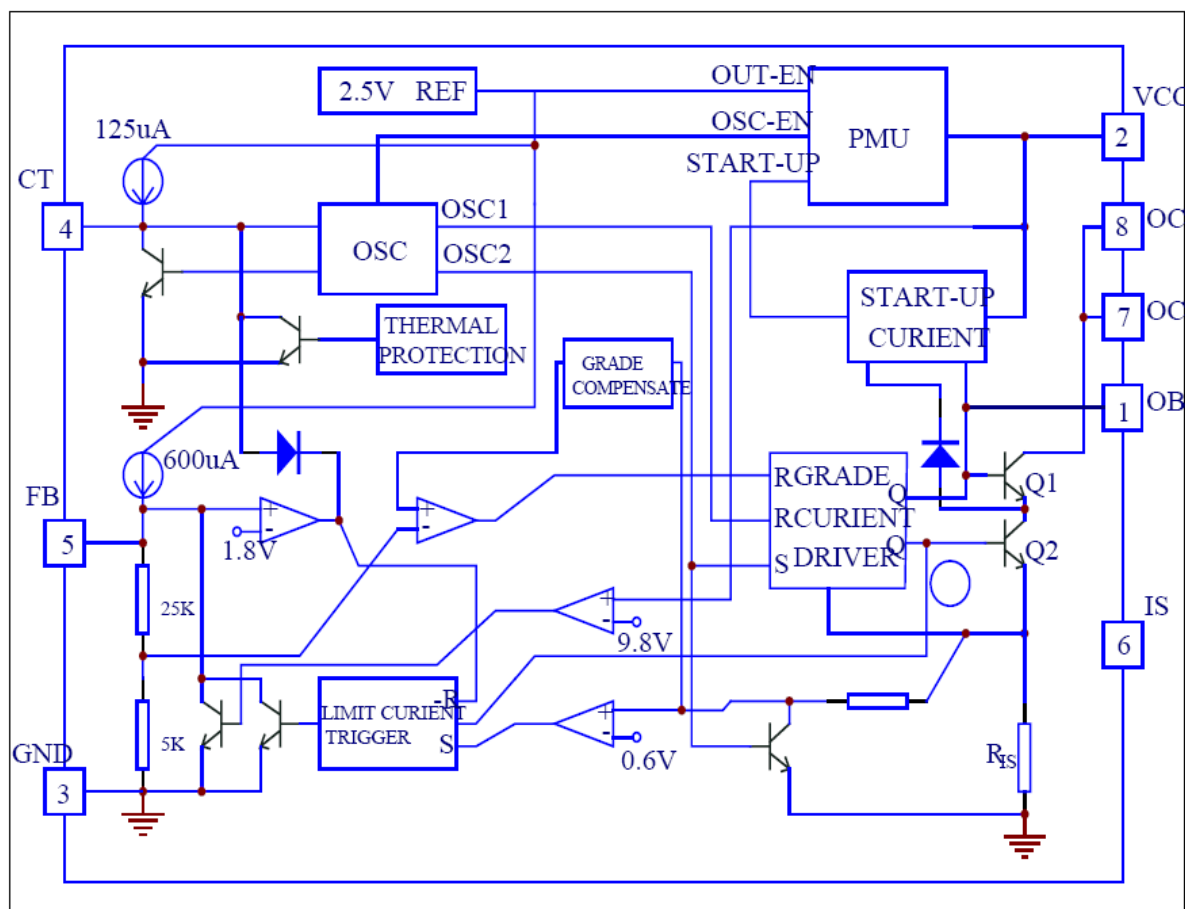 2.5V REF
OUT-EN
VCC
125uA
OSC-EN
PMU
2
START-UP
CT
4
OSC
OSC1
OSC2
OC
8
START-UP
CURIENT
OC
7
THERMAL
PROTECTION
GRADE
COMPENSATE
OB
1
600uA
FB
5
+
-
1.8V
+
-
RGRADE
Q
RCURIENT
S DRIVER
Q
Q1
Q2
25K
+
-
9.8V
IS
6
LIMIT CURIENT
TRIGGER
-R
S
+
-
0.6V
5K
GND
3
RIS